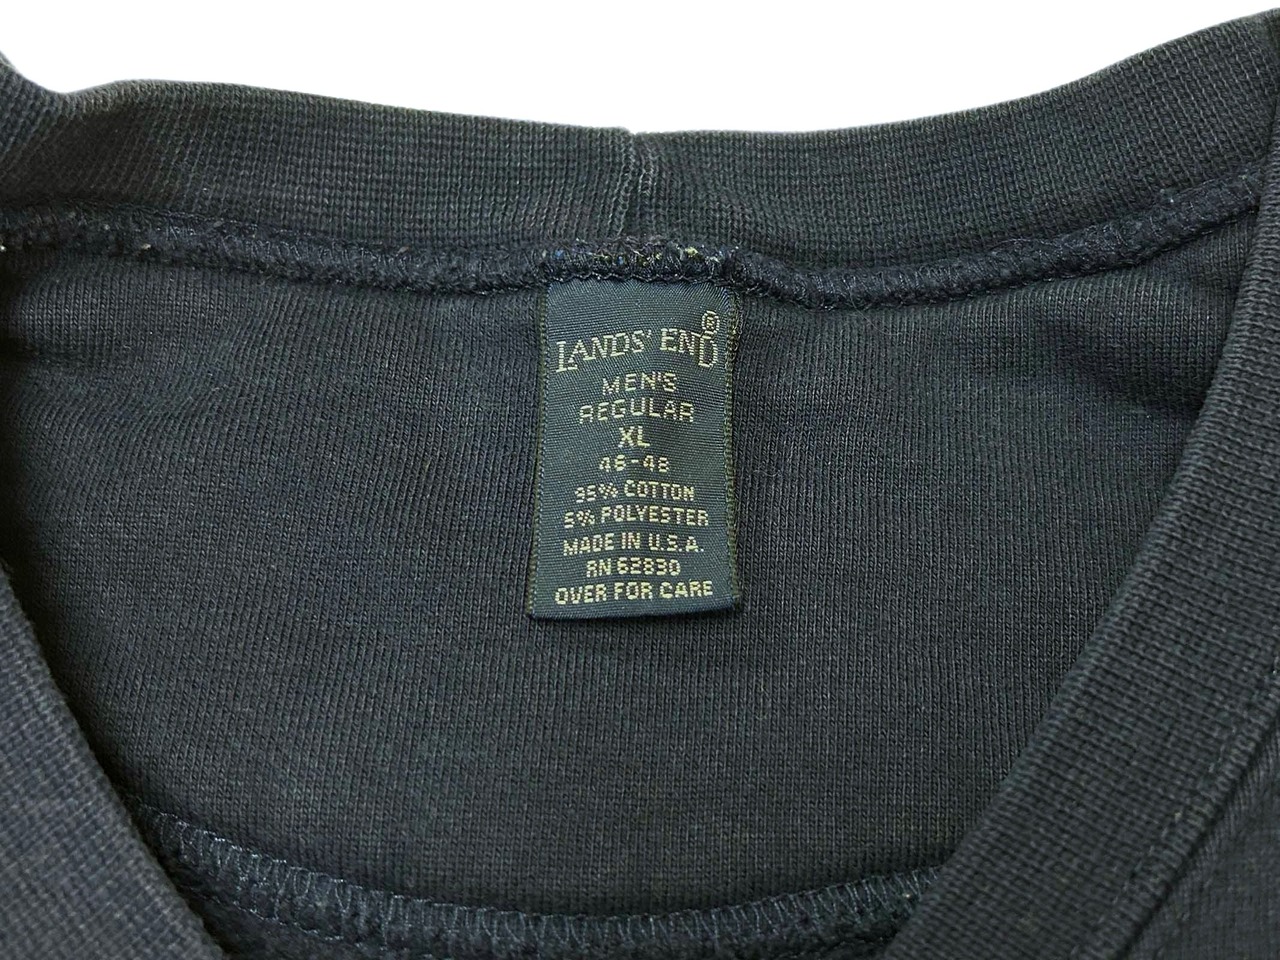 LANDS' END®
MEN'S
REGULAR
XL
46-48
95% COTTON
5% POLYESTER
MADE IN U.S.A.
RN 62830
OVER FOR CARE